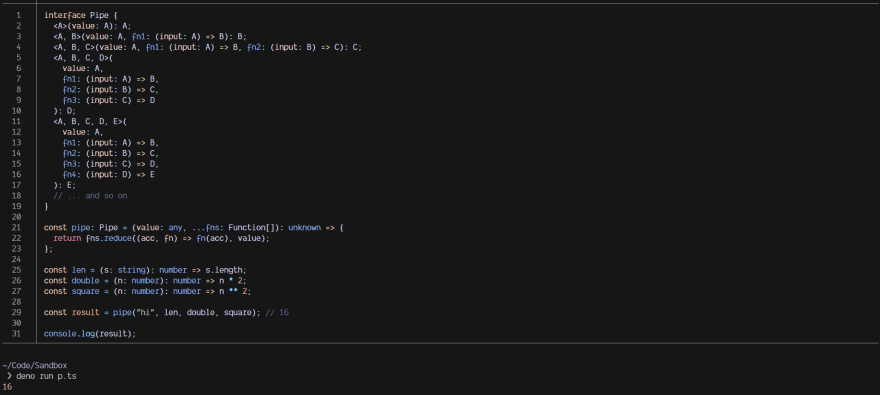 1 interface Pipe {
2 <A>(value: A): A;
3 <A, B>(value: A, fn1: (input: A) => B): B;
4 <A, B, C>(value: A, fn1: (input: A) => B, fn2: (input: B) => C): C;
5 <A, B, C, D>(
6 value: A,
7 fn1: (input: A) => B,
8 fn2: (input: B) => C,
9 fn3: (input: C) => D
10 ): D;
11 <A, B, C, D, E>(
12 value: A,
13 fn1: (input: A) => B,
14 fn2: (input: B) => C,
15 fn3: (input: C) => D,
16 fn4: (input: D) => E
17 ): E;
18 // ... and so on
19 }
20
21 const pipe: Pipe = (value: any, ...fns: Function[]): unknown => {
22 return fns.reduce((acc, fn) => fn(acc), value);
23 };
24
25 const len = (s: string): number => s.length;
26 const double = (n: number): number => n * 2;
27 const square = (n: number): number => n ** 2;
28
29 const result = pipe("hi", len, double, square); // 16
30
31 console.log(result);
~/Code/Sandbox
❯ deno run p.ts
16